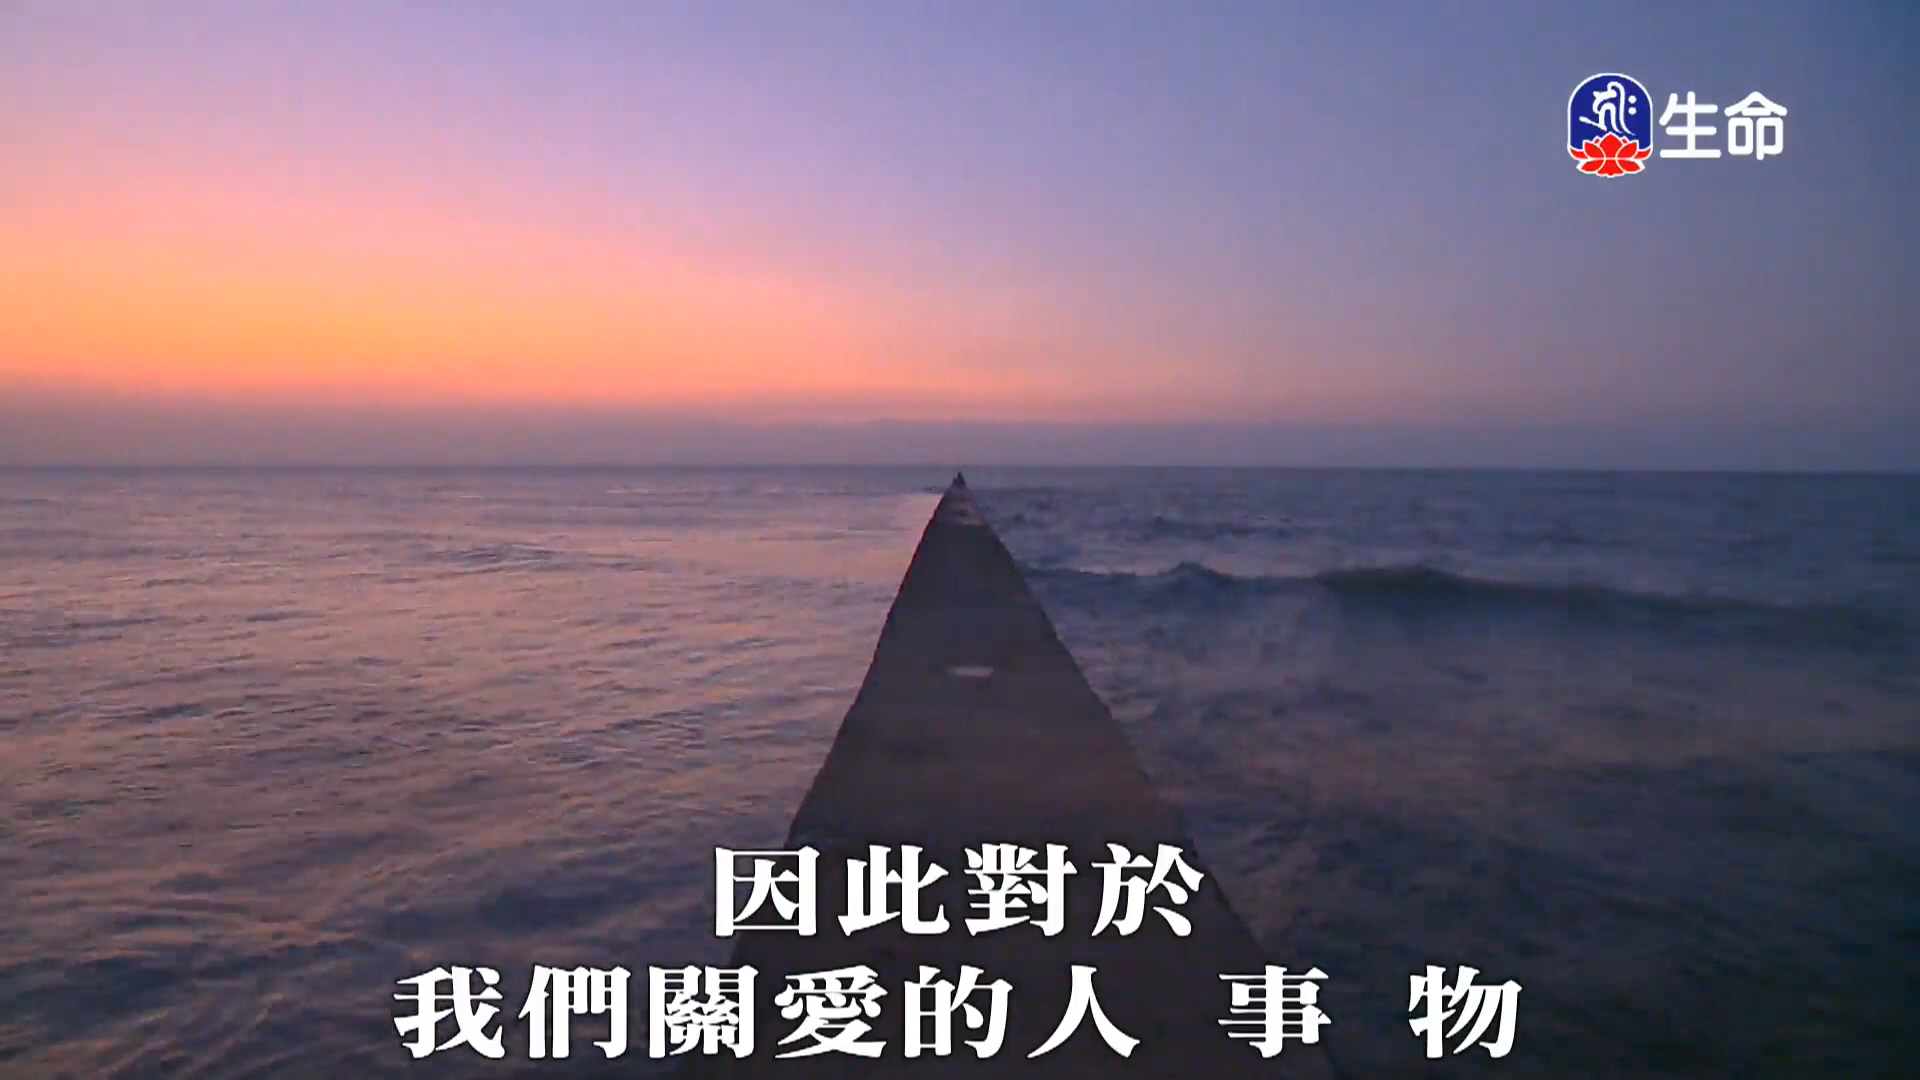 生命
因此對於
我們關愛的人 事 物